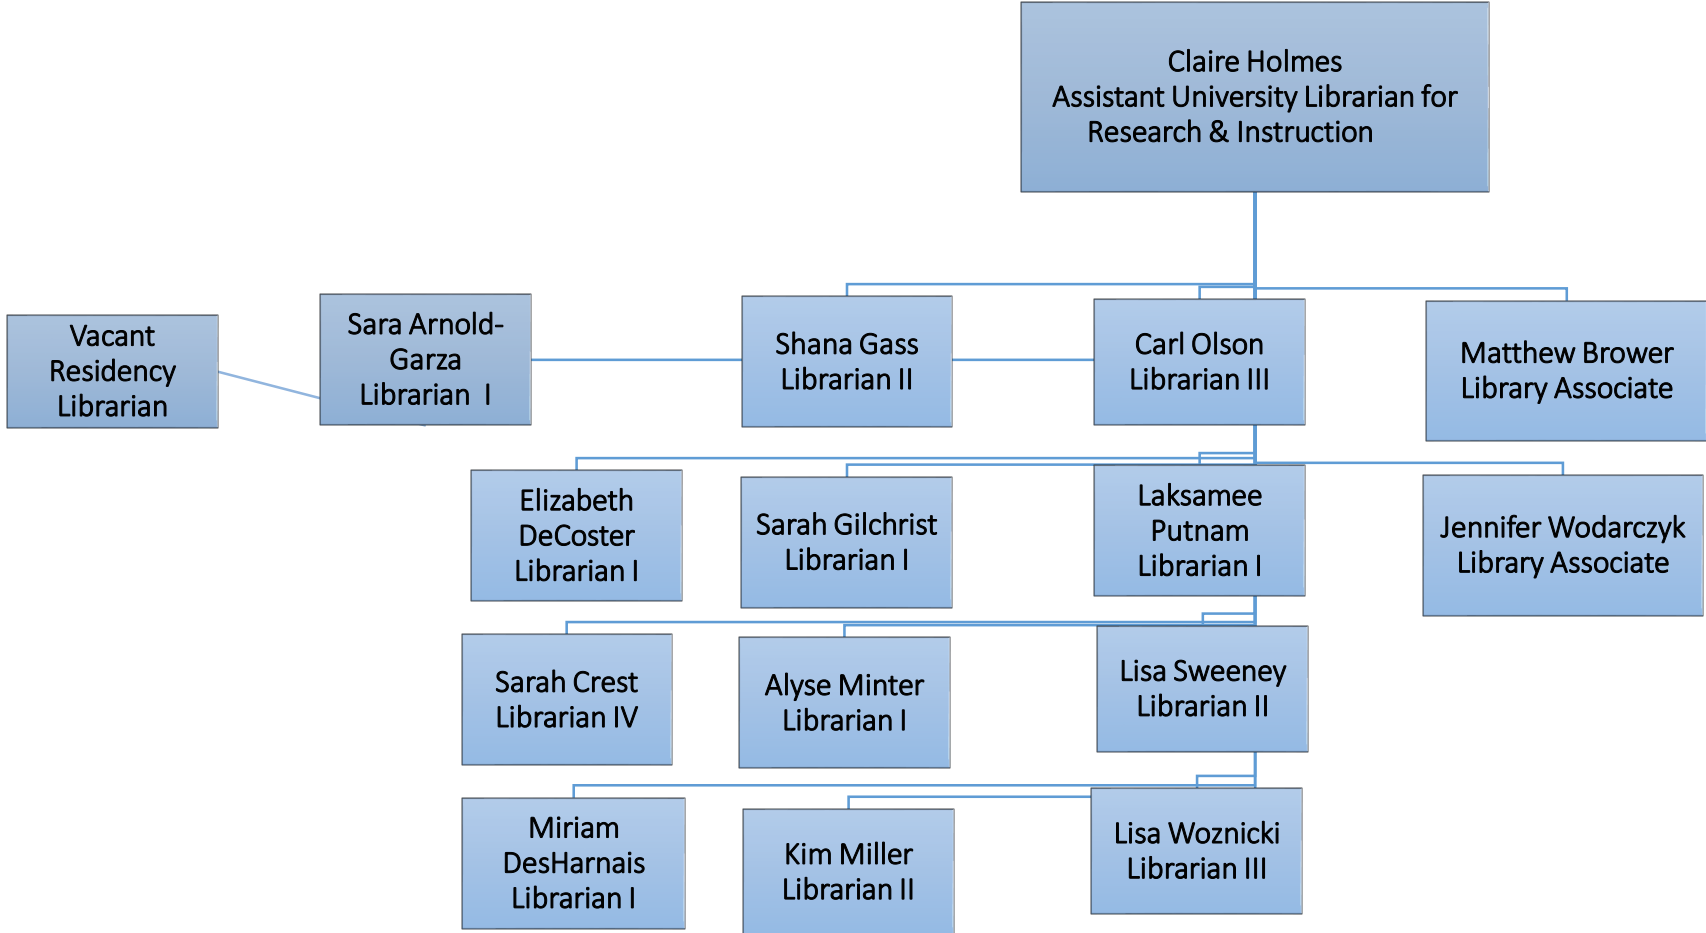 Claire Holmes
Assistant University Librarian for
Research & Instruction
Vacant
Residency
Librarian
Sara Arnold-
Garza
Librarian I
Shana Gass
Librarian II
Carl Olson
Librarian III
Matthew Brower
Library Associate
Elizabeth
DeCoster
Librarian I
Sarah Gilchrist
Librarian I
Laksamee
Putnam
Librarian I
Jennifer Wodarczyk
Library Associate
Sarah Crest
Librarian IV
Alyse Minter
Librarian I
Lisa Sweeney
Librarian II
Miriam
DesHarnais
Librarian I
Kim Miller
Librarian II
Lisa Woznicki
Librarian III